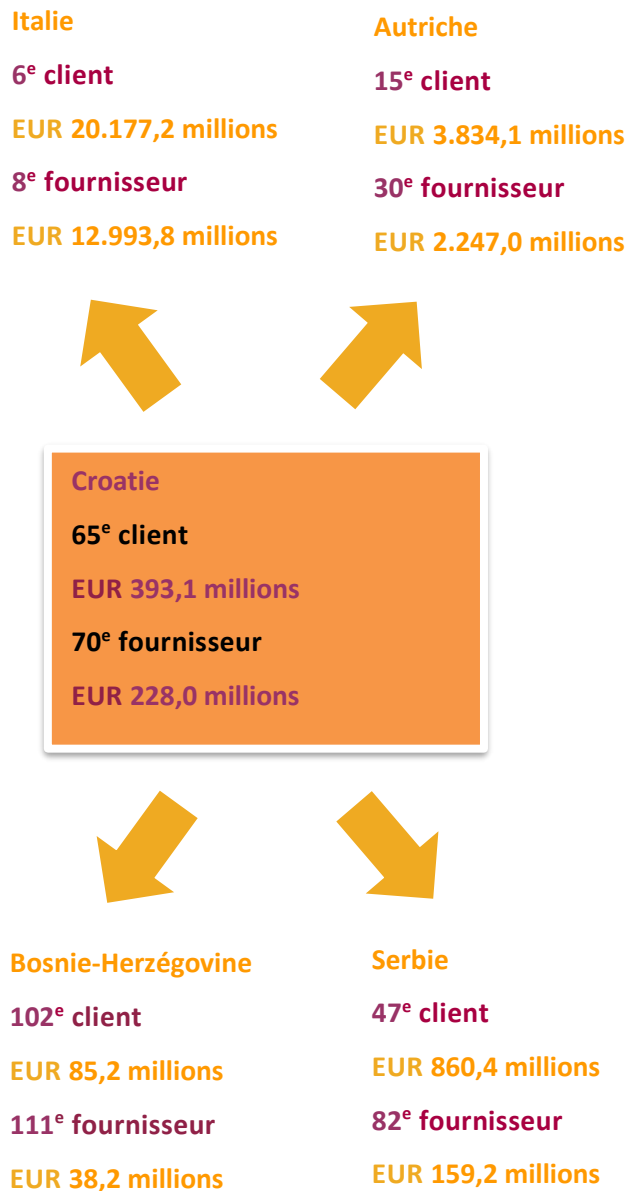 Italie
6e client
EUR 20.177,2 millions
8e fournisseur
EUR 12.993,8 millions
Autriche
15e client
EUR 3.834,1 millions
30e fournisseur
EUR 2.247,0 millions
Croatie
65e client
EUR 393,1 millions
70e fournisseur
EUR 228,0 millions
Bosnie-Herzégovine
102e client
EUR 85,2 millions
111e fournisseur
EUR 38,2 millions
Serbie
47e client
EUR 860,4 millions
82e fournisseur
EUR 159,2 millions